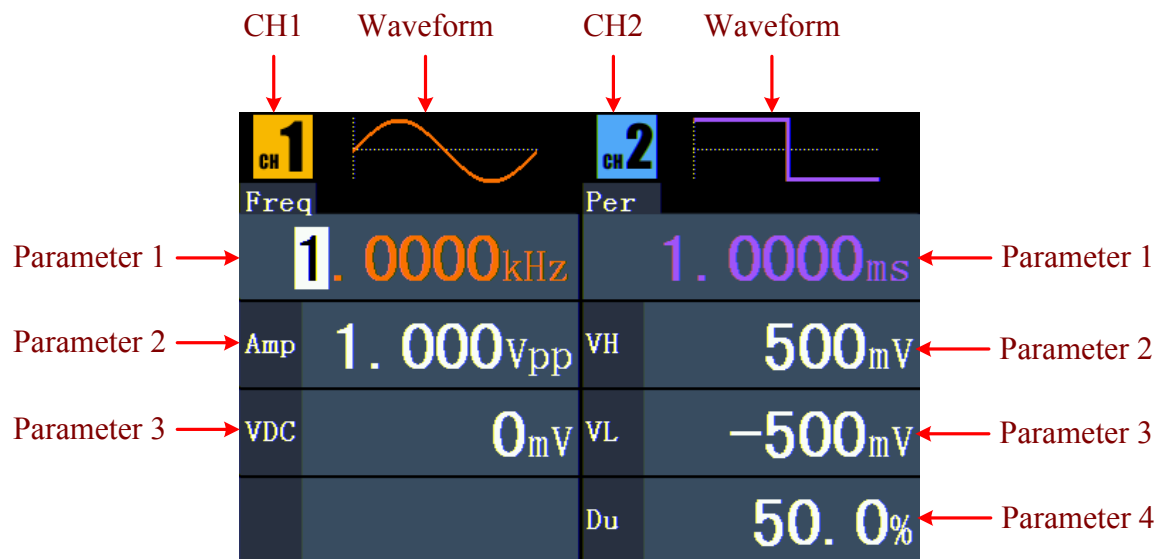 CH1 Waveform CH2 Waveform
CH 1 CH 2
Freq Per
Parameter 1 1.0000kHz 1.0000ms Parameter 1
Parameter 2 Amp 1.000Vpp VH 500mV Parameter 2
Parameter 3 VDC 0mV VL -500mV Parameter 3
Du 50.0% Parameter 4